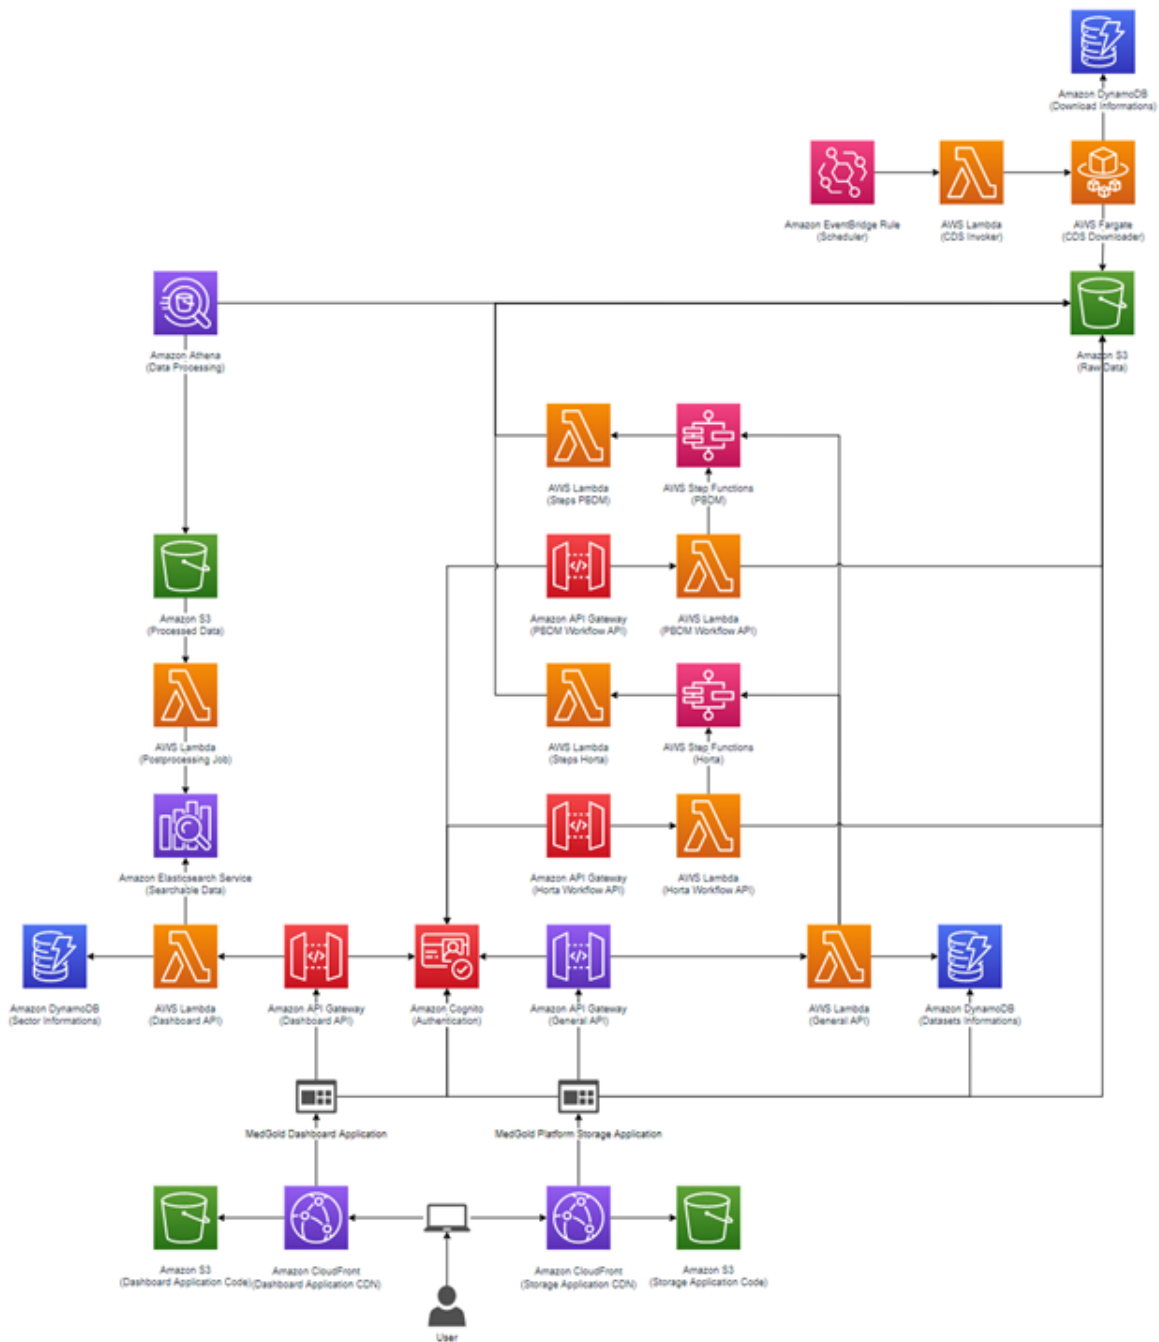 Amazon DynamoDB
(Download Informations)
Amazon EventBridge Rule
(Scheduler)
AWS Lambda
(CDS Invoker)
AWS Fargate
(CDS Downloader)
Amazon Athena
(Data Processing)
Amazon S3
(Raw Data)
AWS Lambda
(Steps PBDM)
AWS Step Functions
(PBDM)
Amazon S3
(Processed Data)
Amazon API Gateway
(PBDM Workflow API)
AWS Lambda
(PBDM Workflow API)
AWS Lambda
(Postprocessing Job)
AWS Lambda
(Steps Horta)
AWS Step Functions
(Horta)
Amazon Elasticsearch Service
(Searchable Data)
Amazon API Gateway
(Horta Workflow API)
AWS Lambda
(Horta Workflow API)
Amazon DynamoDB
(Sector Informations)
AWS Lambda
(Dashboard API)
Amazon API Gateway
(Dashboard API)
Amazon Cognito
(Authentication)
Amazon API Gateway
(General API)
AWS Lambda
(General API)
Amazon DynamoDB
(Datasets Informations)
MedGold Dashboard Application
MedGold Platform Storage Application
Amazon S3
(Dashboard Application Code)
Amazon CloudFront
(Dashboard Application CDN)
Amazon CloudFront
(Storage Application CDN)
Amazon S3
(Storage Application Code)
User